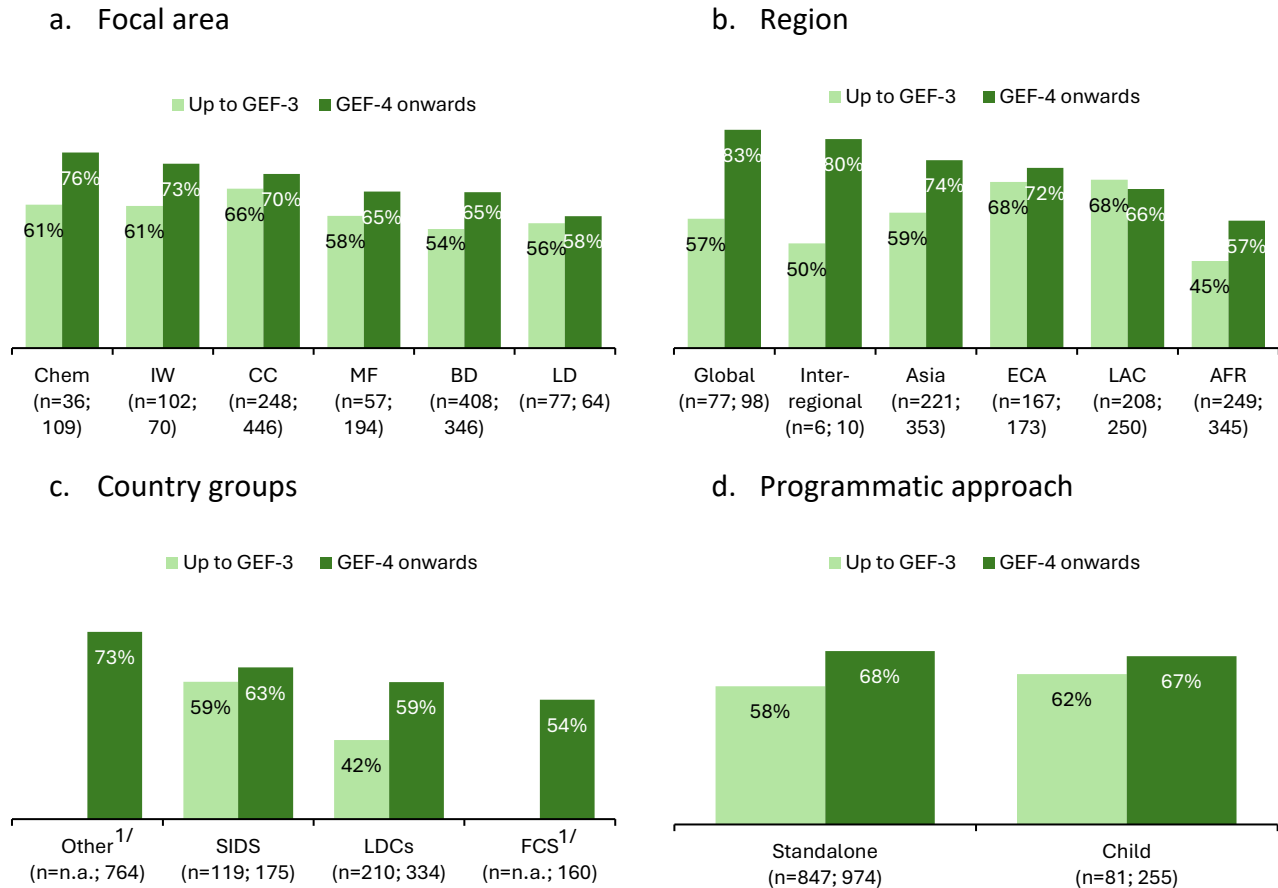 a. Focal area
Up to GEF-3 GEF-4 onwards
61% 76% 61% 73% 66% 70% 58% 65% 54% 65% 56% 58%
Chem IW CC MF BD LD
(n=36; (n=102; (n=248; (n=57; (n=408; (n=77; 64)
109) 70) 446) 194) 346)
b. Region
Up to GEF-3 GEF-4 onwards
57% 83% 50% 80% 59% 74% 68% 72% 68% 66% 45% 57%
Global Inter- Asia ECA LAC AFR
(n=77; 98) regional (n=221; (n=167; (n=208; (n=249;
(n=6; 10) 353) 173) 250) 345)
c. Country groups
Up to GEF-3 GEF-4 onwards
73% 59% 63% 42% 59% 54%
Other 1/ SIDS LDCs FCS 1/
(n=n.a.; 764) (n=119; 175) (n=210; 334) (n=n.a.; 160)
d. Programmatic approach
Up to GEF-3 GEF-4 onwards
58% 68% 62% 67%
Standalone Child
(n=847; 974) (n=81; 255)